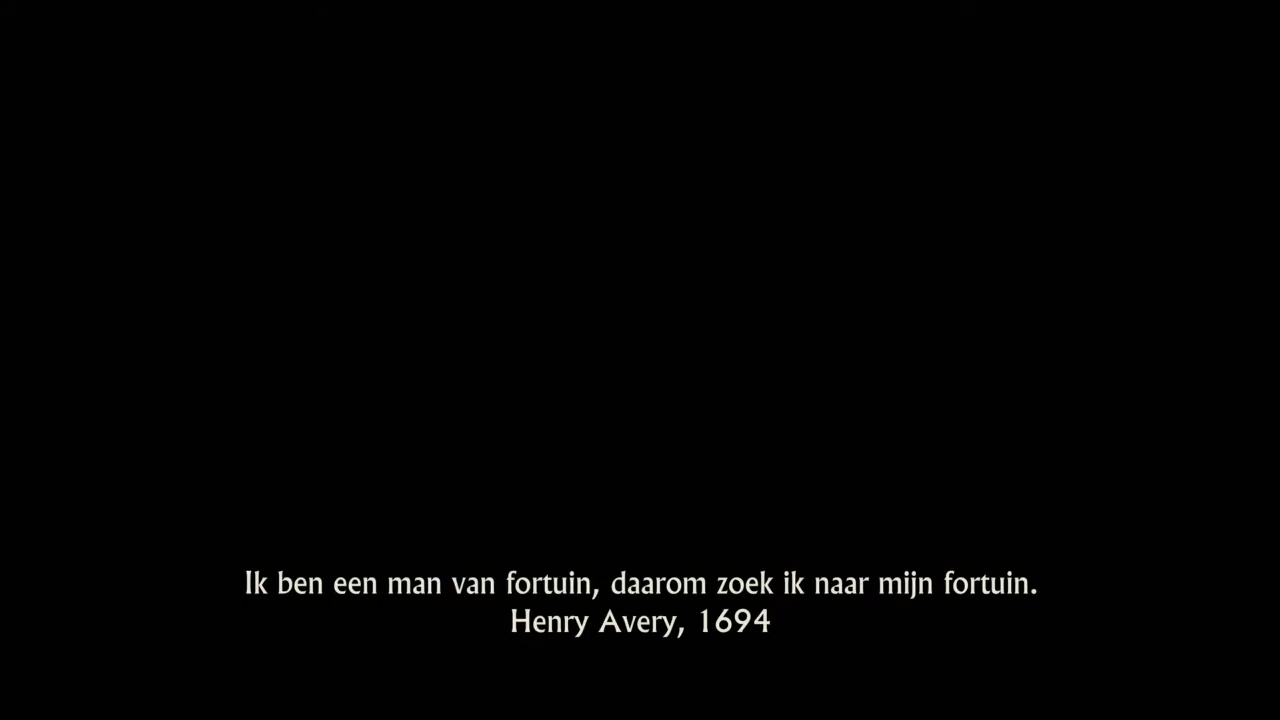 Ik ben een man van fortuin, daarom zoek ik naar mijn fortuin.
Henry Avery, 1694